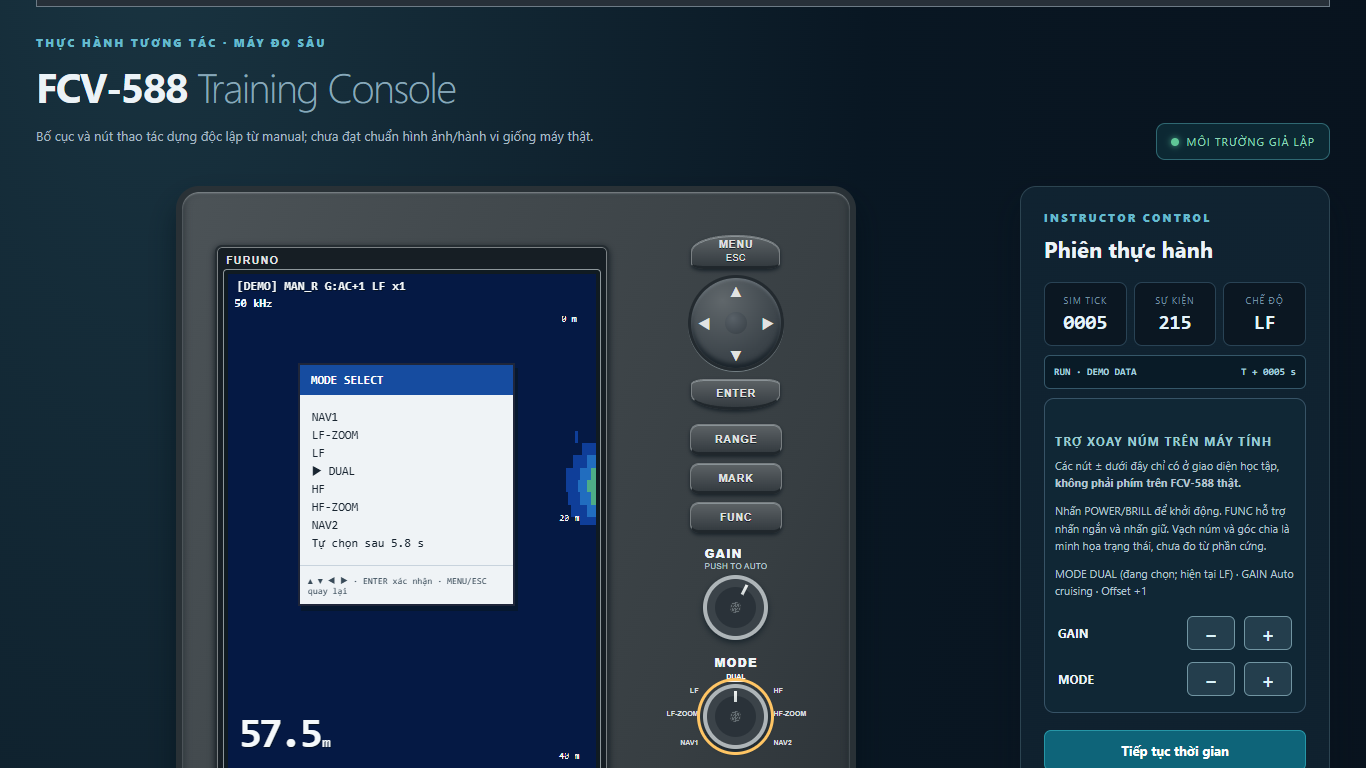 THỰC HÀNH TƯƠNG TÁC · MÁY ĐO SÂU
FCV-588 Training Console
Bố cục và nút thao tác dựng độc lập từ manual; chưa đạt chuẩn hình ảnh/hành vi giống máy thật.
MÔI TRƯỜNG GIẢ LẬP
FURUNO
[DEMO] MAN_R G:AC+1 LF x1
50 kHz
0 m
MODE SELECT
NAV1
LF-ZOOM
LF
▶ DUAL
HF
HF-ZOOM
NAV2
Tự chọn sau 5.8 s
▲ ▼ ◀ ▶ · ENTER xác nhận · MENU/ESC
quay lại
20 m
57.5m
40 m
MENU
ESC
▲
◀ ▶
▼
ENTER
RANGE
MARK
FUNC
GAIN
PUSH TO AUTO
MODE
DUAL
LF HF
LF-ZOOM HF-ZOOM
NAV1 NAV2
INSTRUCTOR CONTROL
Phiên thực hành
SIM TICK SỰ KIỆN CHẾ ĐỘ
0005 215 LF
RUN · DEMO DATA T + 0005 s
TRỢ XOAY NÚM TRÊN MÁY TÍNH
Các nút ± dưới đây chỉ có ở giao diện học tập,
không phải phím trên FCV-588 thật.
Nhấn POWER/BRILL để khởi động. FUNC hỗ trợ
nhấn ngắn và nhấn giữ. Vạch núm và góc chia là
minh họa trạng thái, chưa đo từ phần cứng.
MODE DUAL (đang chọn; hiện tại LF) · GAIN Auto
cruising · Offset +1
GAIN − +
MODE − +
Tiếp tục thời gian